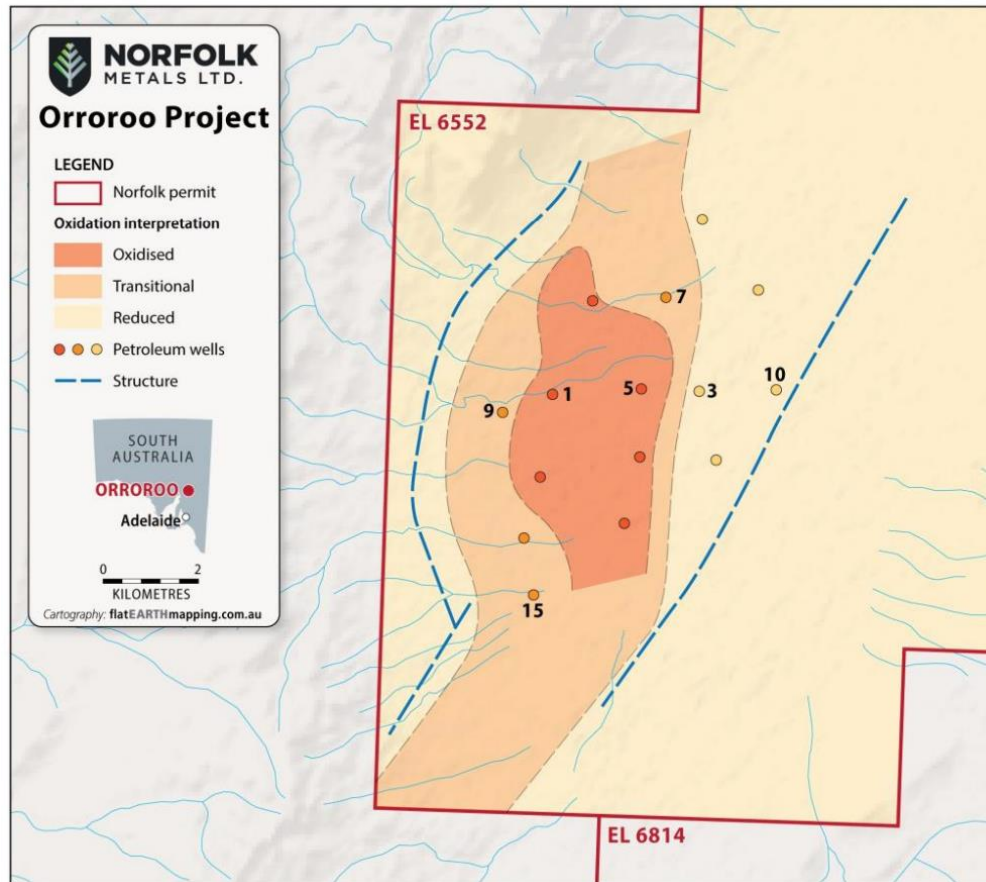 NORFOLK
METALS LTD.
Orroroo Project
LEGEND
Norfolk permit
Oxidation interpretation
Oxidised
Transitional
Reduced
Petroleum wells
Structure
SOUTH
AUSTRALIA
ORROROO
Adelaide
0 2
KILOMETRES
Cartography: flatEARTHmapping.com.au
EL 6552
7
10
5
3
1
9
15
EL 6814